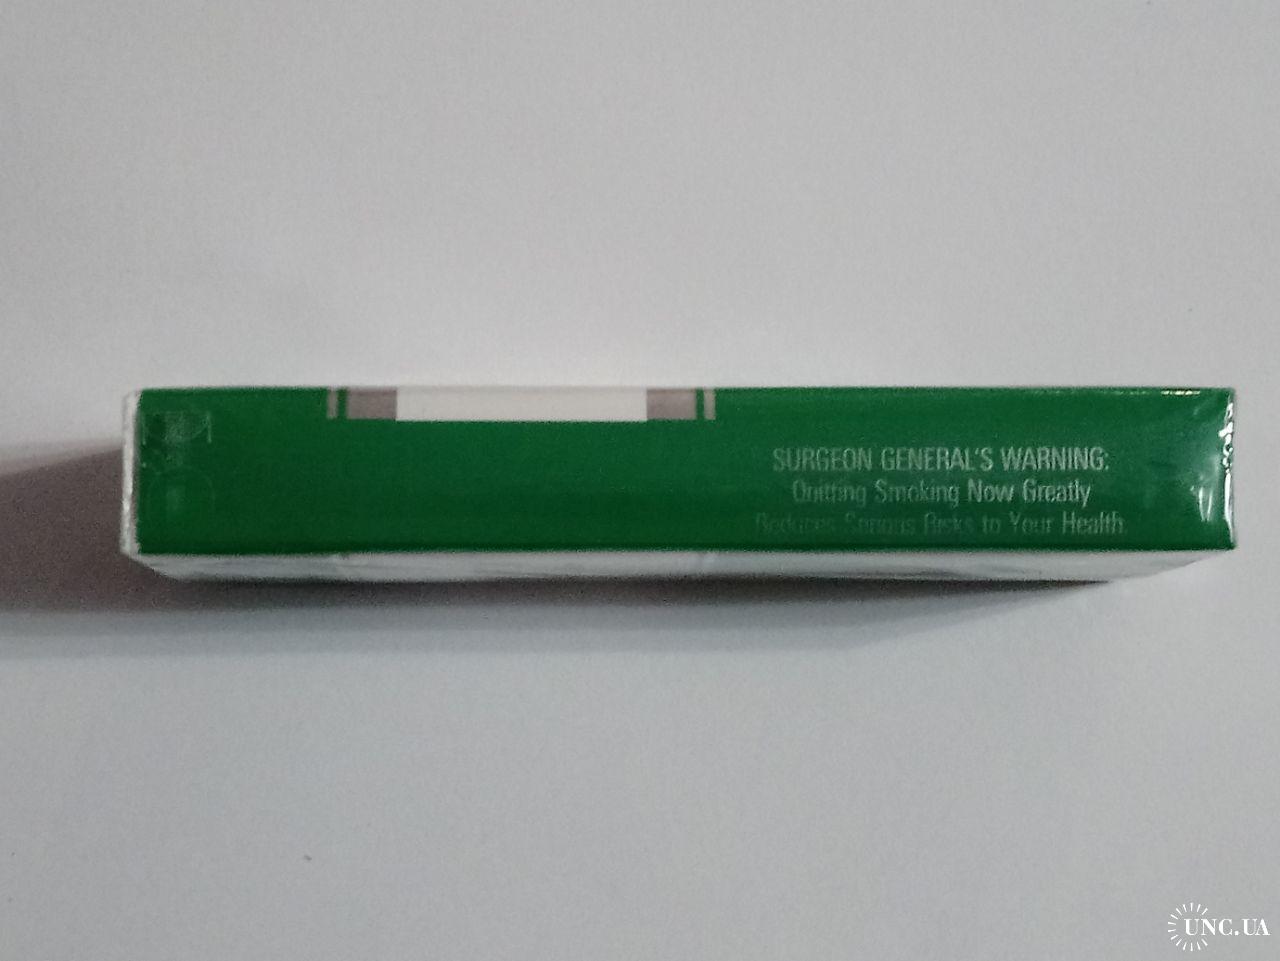 SURGEON GENERAL'S WARNING:
Quitting Smoking Now Greatly
Reduces Serious Risks to Your Health
UNC.UA